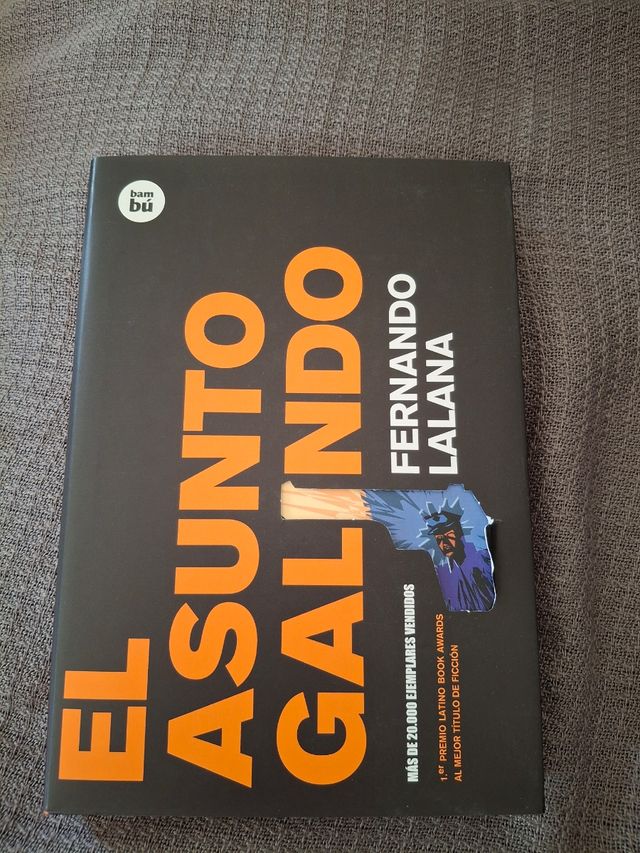 bam
bú
EL
ASUNTO
GALINDO
FERNANDO
LALANA
MÁS DE 20.000 EJEMPLARES VENDIDOS
1.er PREMIO LATINO BOOK AWARDS
AL MEJOR TÍTULO DE FICCIÓN